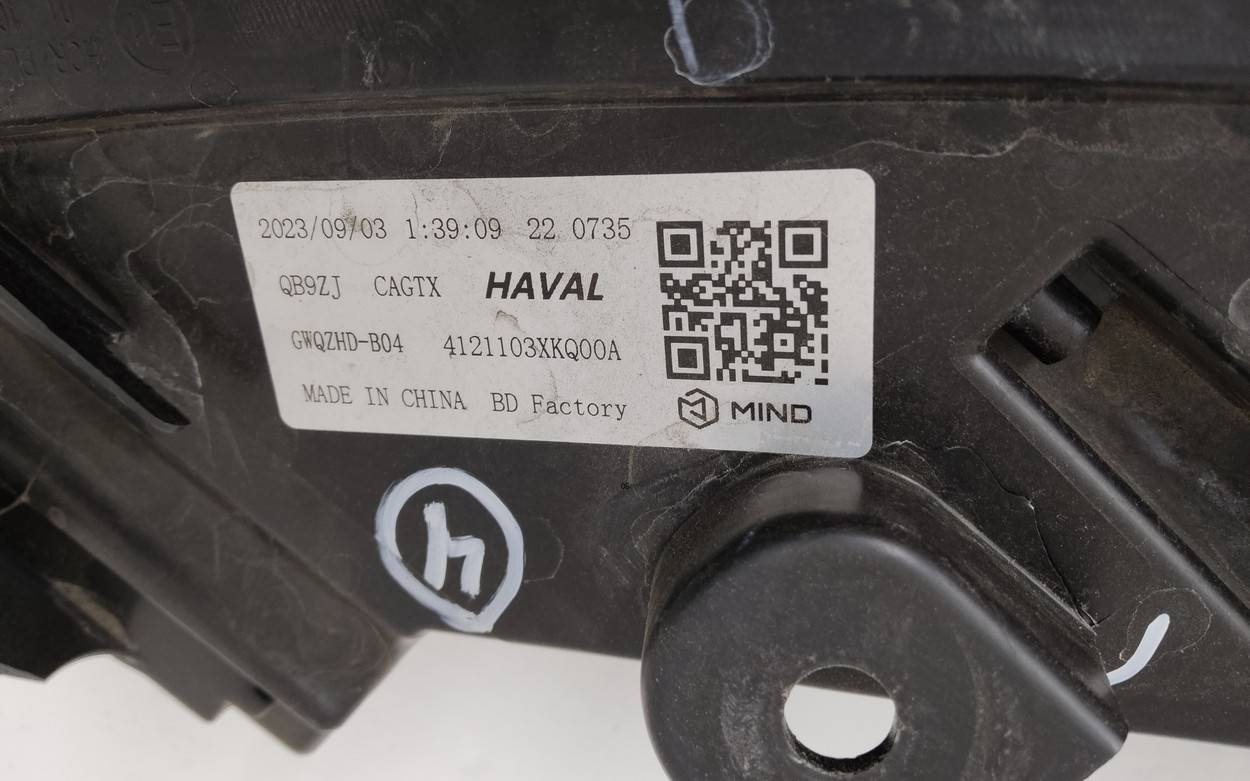 2023/09/03 1:39:09 22 0735
QB9ZJ CAGTX HAVAL
GWQZHD-B04 4121103XKQ00A
MADE IN CHINA BD Factory
MIND
4